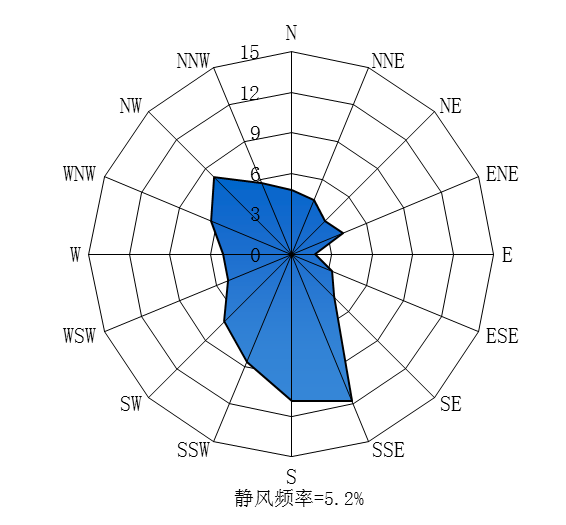 N
NNW 15 NNE
NW 12 NE
9
WNW 6 ENE
3
W 0 E
WSW ESE
SW SE
SSW SSE
S
静风频率=5.2%